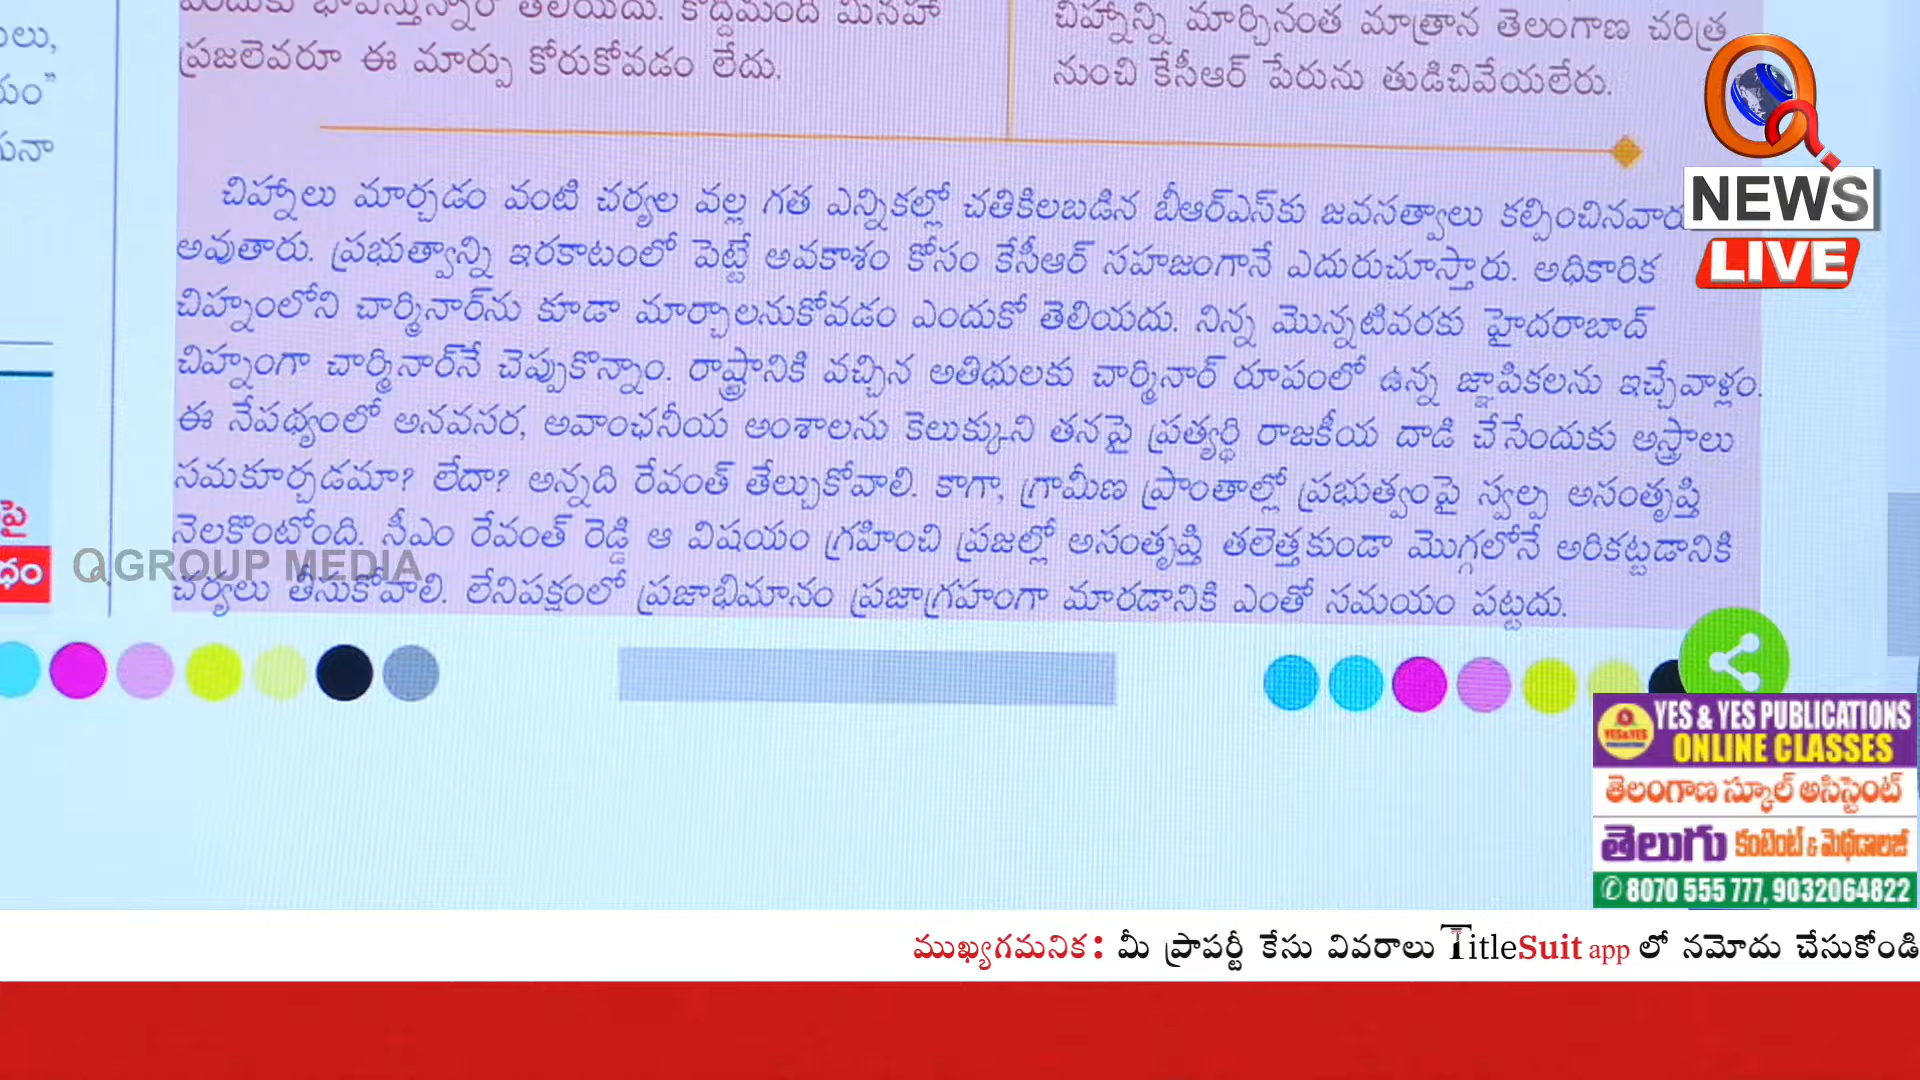 భావిస్తున్నారో తెలియదు. కొద్దిమంది మినహా
ప్రజలెవరూ ఈ మార్పు కోరుకోవడం లేదు.
చిహ్నాన్ని మార్చినంత మాత్రాన తెలంగాణ చరిత్ర
నుంచి కేసీఆర్ పేరును తుడిచివేయలేరు.
చిహ్నాలు మార్చడం వంటి చర్యల వల్ల గత ఎన్నికల్లో చతికిలబడిన బీఆర్ఎస్‌కు జవసత్వాలు కల్పించినవారు
అవుతారు. ప్రభుత్వాన్ని ఇరకాటంలో పెట్టే అవకాశం కోసం కేసీఆర్ సహజంగానే ఎదురుచూస్తారు. అధికారిక
చిహ్నంలోని చార్మినార్‌ను కూడా మార్చాలనుకోవడం ఎందుకో తెలియదు. నిన్న మొన్నటివరకు హైదరాబాద్
చిహ్నంగా చార్మినార్‌నే చెప్పుకొన్నాం. రాష్ట్రానికి వచ్చిన అతిథులకు చార్మినార్ రూపంలో ఉన్న జ్ఞాపికలను ఇచ్చేవాళ్లం.
ఈ నేపథ్యంలో అనవసర, అవాంఛనీయ అంశాలను కెలుక్కుని తనపై ప్రత్యర్థి రాజకీయ దాడి చేసేందుకు అస్త్రాలు
సమకూర్చడమా? లేదా? అన్నది రేవంత్ తేల్చుకోవాలి. కాగా, గ్రామీణ ప్రాంతాల్లో ప్రభుత్వంపై స్వల్ప అసంతృప్తి
నెలకొంటోంది. సీఎం రేవంత్ రెడ్డి ఆ విషయం గ్రహించి ప్రజల్లో అసంతృప్తి తలెత్తకుండా మొగ్గలోనే అరికట్టడానికి
చర్యలు తీసుకోవాలి. లేనిపక్షంలో ప్రజాభిమానం ప్రజాగ్రహంగా మారడానికి ఎంతో సమయం పట్టదు.
Q GROUP MEDIA
Q
NEWS
LIVE
YES & YES PUBLICATIONS
ONLINE CLASSES
తెలంగాణ స్కూల్ అసిస్టెంట్
తెలుగు కంటెంట్ & మెథడాలజీ
8070 555 777, 9032064822
ముఖ్యగమనిక: మీ ప్రాపర్టీ కేసు వివరాలు TitleSuit app లో నమోదు చేసుకోండి